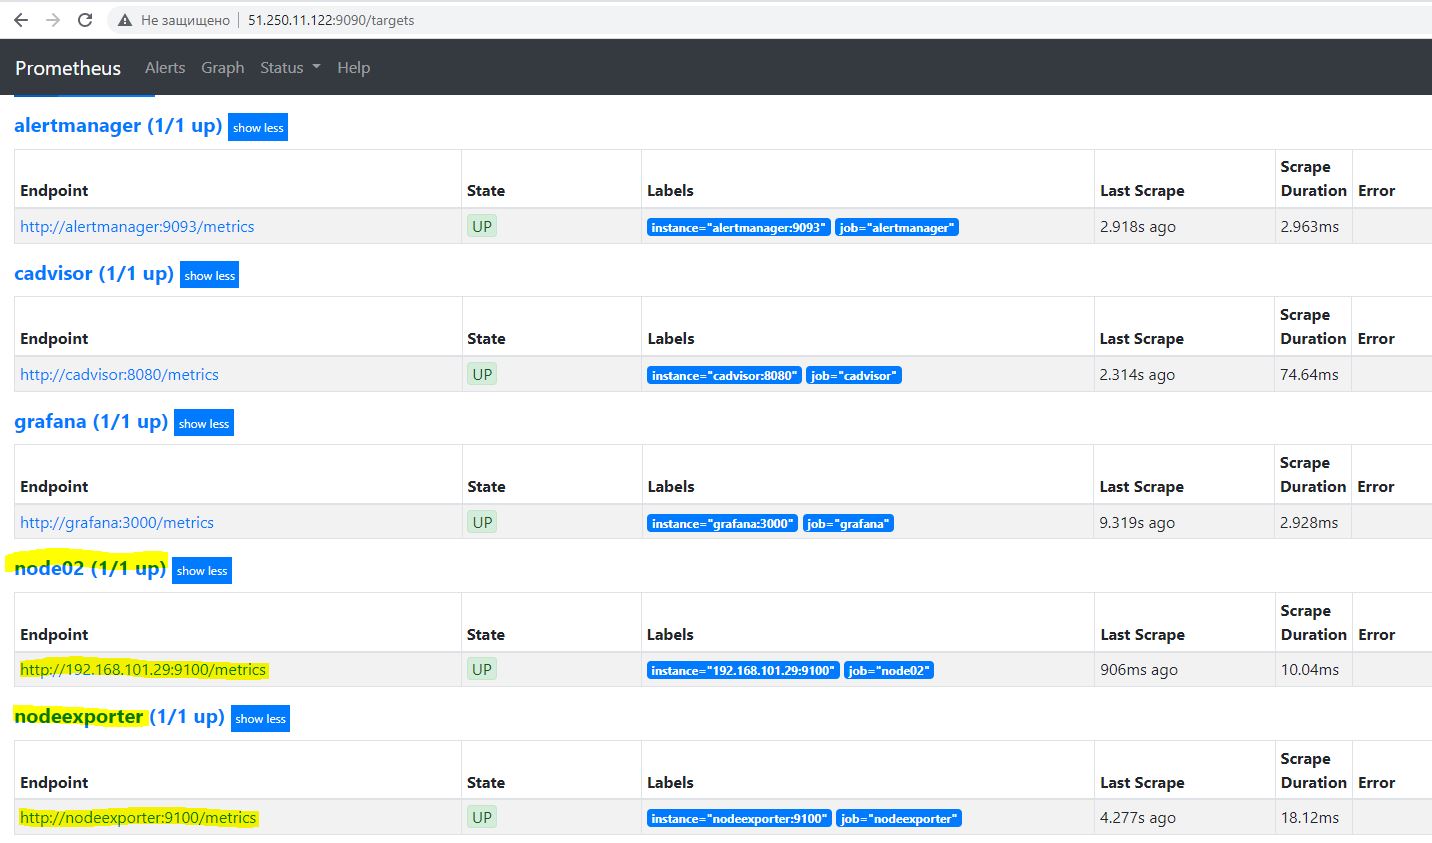 Не защищено 51.250.11.122:9090/targets
Prometheus Alerts Graph Status Help
alertmanager (1/1 up) show less
Endpoint State Labels Last Scrape Scrape Duration Error
http://alertmanager:9093/metrics UP instance="alertmanager:9093" job="alertmanager" 2.918s ago 2.963ms
cadvisor (1/1 up) show less
Endpoint State Labels Last Scrape Scrape Duration Error
http://cadvisor:8080/metrics UP instance="cadvisor:8080" job="cadvisor" 2.314s ago 74.64ms
grafana (1/1 up) show less
Endpoint State Labels Last Scrape Scrape Duration Error
http://grafana:3000/metrics UP instance="grafana:3000" job="grafana" 9.319s ago 2.928ms
node02 (1/1 up) show less
Endpoint State Labels Last Scrape Scrape Duration Error
http://192.168.101.29:9100/metrics UP instance="192.168.101.29:9100" job="node02" 906ms ago 10.04ms
nodeexporter (1/1 up) show less
Endpoint State Labels Last Scrape Scrape Duration Error
http://nodeexporter:9100/metrics UP instance="nodeexporter:9100" job="nodeexporter" 4.277s ago 18.12ms